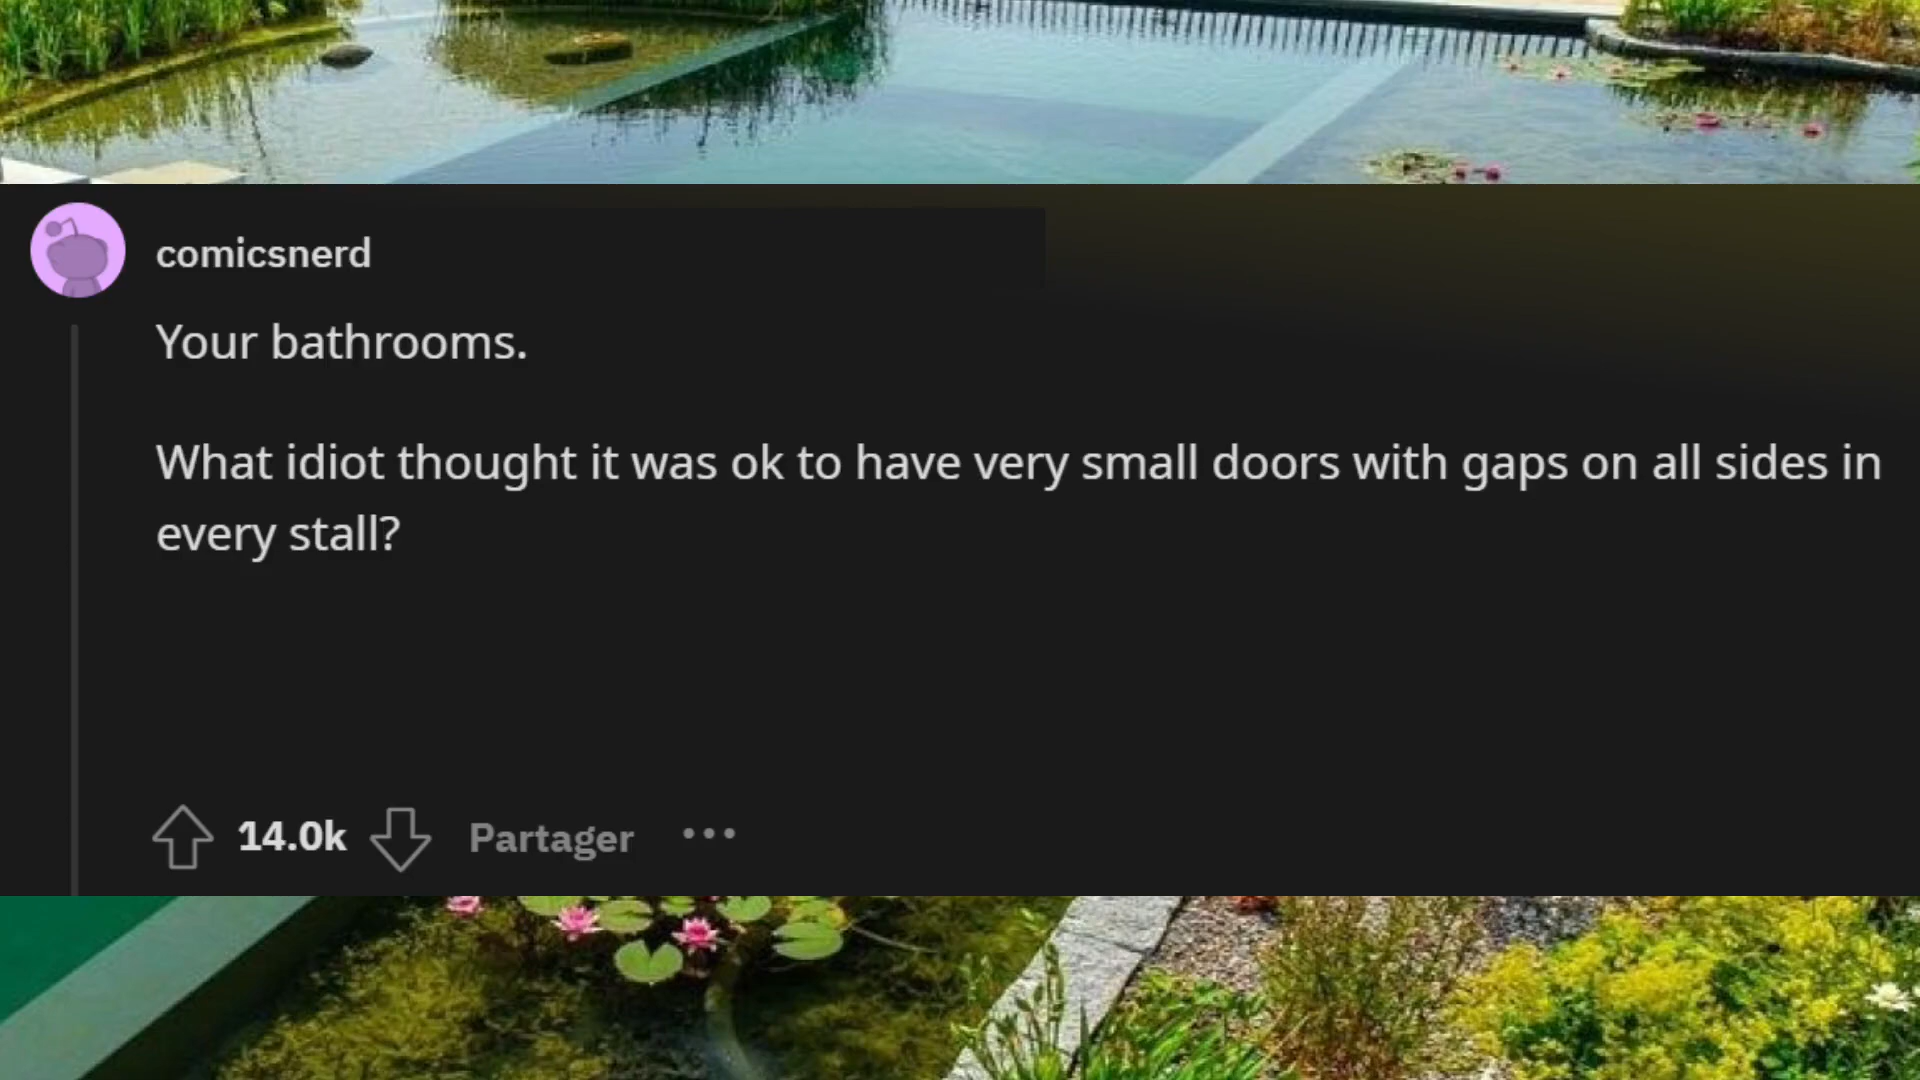 comicsnerd
Your bathrooms.
What idiot thought it was ok to have very small doors with gaps on all sides in
every stall?
14.0k Partager •••